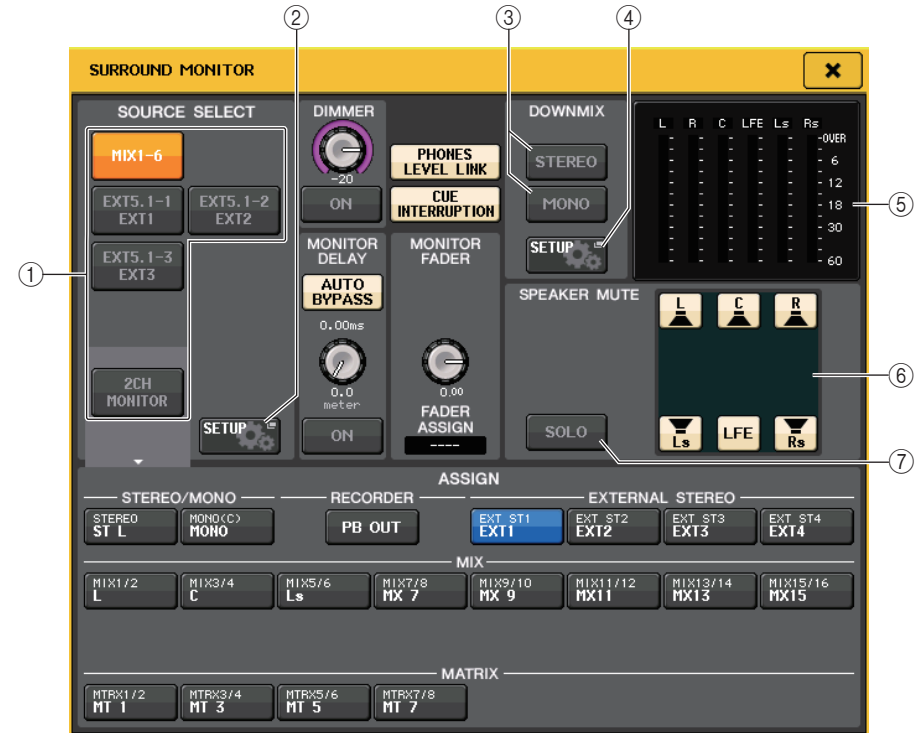 ② ③ ④
SURROUND MONITOR
SOURCE SELECT
MIX1-6
EXT5.1-1
EXT1
EXT5.1-2
EXT2
EXT5.1-3
EXT3
2CH
MONITOR
SETUP
①
DIMMER
-20
ON
PHONES
LEVEL LINK
CUE
INTERRUPTION
MONITOR
DELAY
AUTO
BYPASS
0.00ms
0.0
meter
ON
MONITOR
FADER
0.00
FADER
ASSIGN
----
DOWNMIX
STEREO
MONO
SETUP
L R C LFE Ls Rs
OVER
6
12
18
30
60
⑤
SPEAKER MUTE
L C R
Ls LFE Rs
⑥
SOLO
⑦
ASSIGN
STEREO/MONO
STEREO
ST L
MONO(C)
MONO
RECORDER
PB OUT
EXTERNAL STEREO
EXT ST1
EXT1
EXT ST2
EXT2
EXT ST3
EXT3
EXT ST4
EXT4
MIX
MIX1/2
L
MIX3/4
C
MIX5/6
Ls
MIX7/8
MX 7
MIX9/10
MX 9
MIX11/12
MX11
MIX13/14
MX13
MIX15/16
MX15
MATRIX
MTRX1/2
MT 1
MTRX3/4
MT 3
MTRX5/6
MT 5
MTRX7/8
MT 7